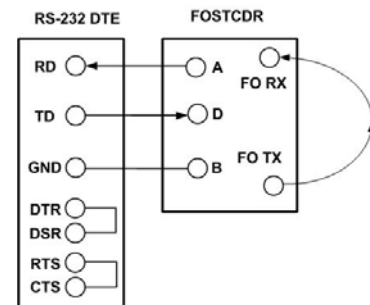 RS-232 DTE
FOSTCDR
RD
A
FO RX
TD
D
GND
B
FO TX
DTR
DSR
RTS
CTS